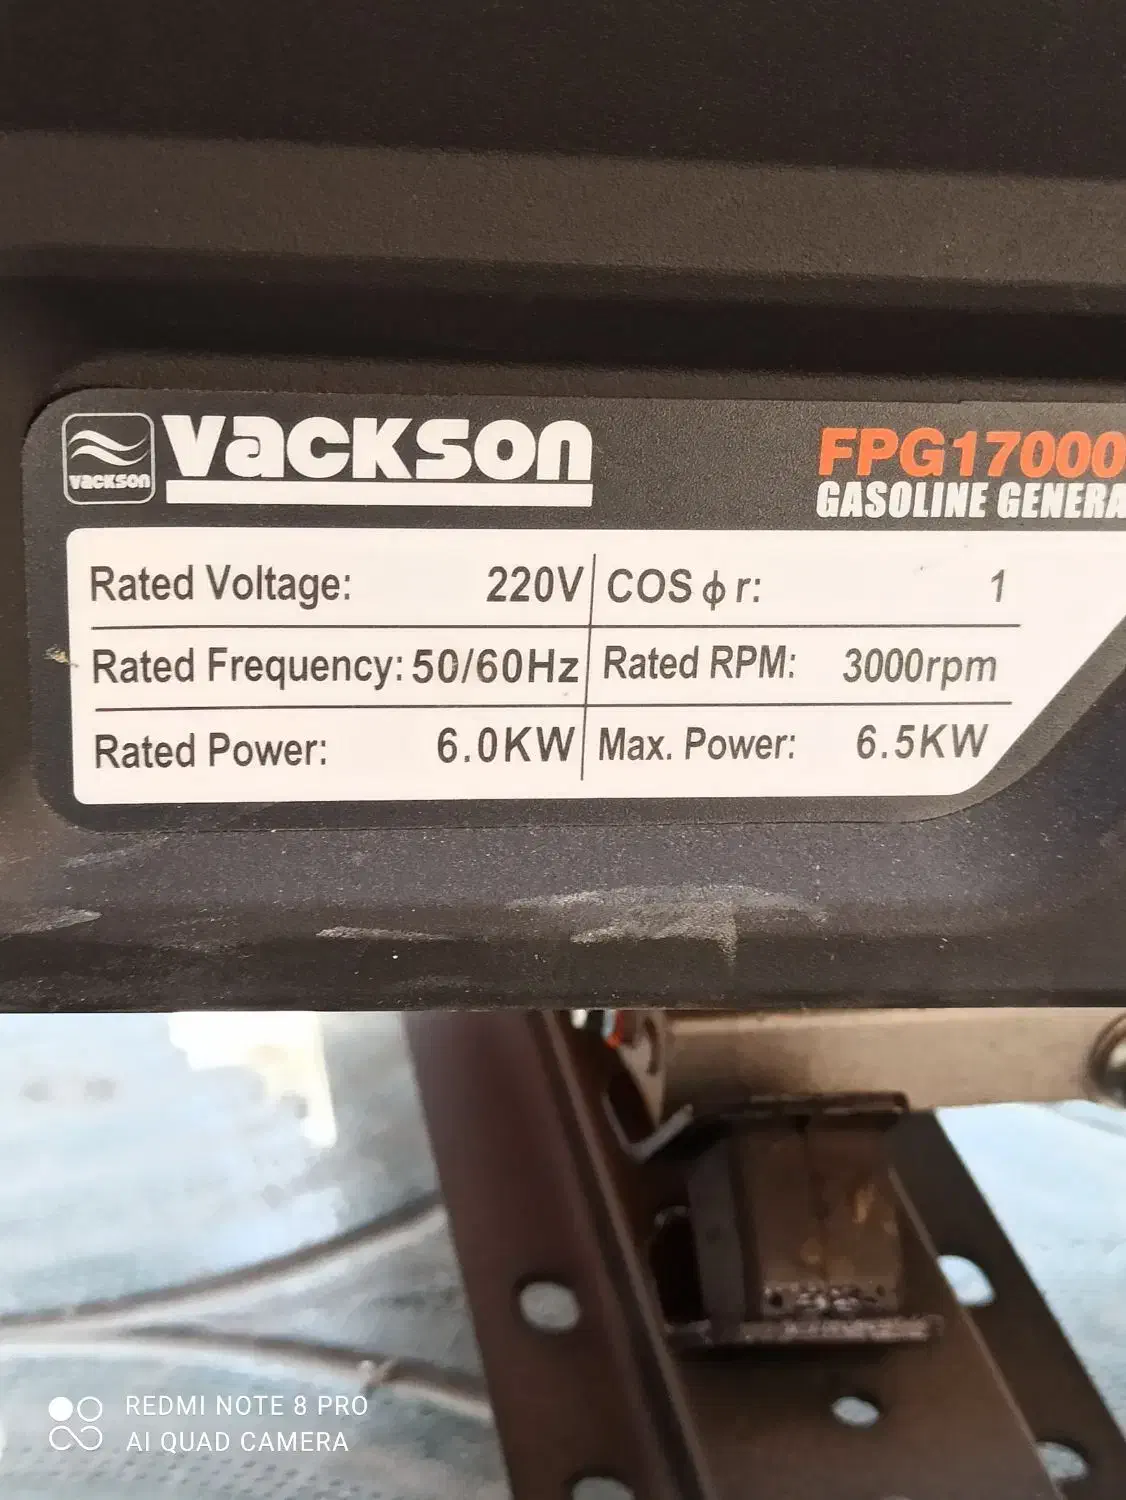 VACKSON
VACKSON
FPG17000
GASOLINE GENERA
Rated Voltage: 220V COS ϕ r: 1
Rated Frequency: 50/60Hz Rated RPM: 3000rpm
Rated Power: 6.0KW Max. Power: 6.5KW
REDMI NOTE 8 PRO
AI QUAD CAMERA